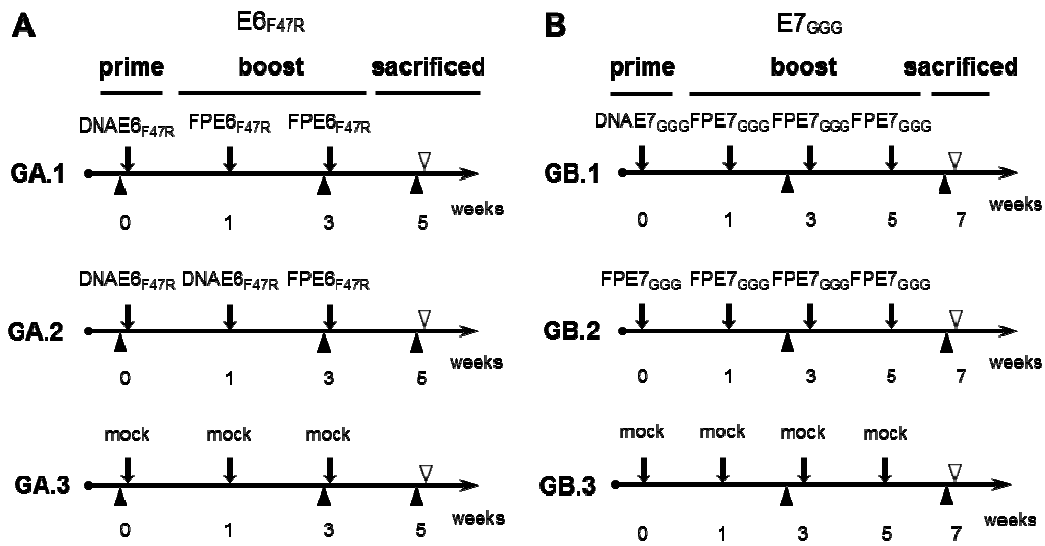 A E6F47R
prime boost sacrificed
DNAE6F47R FPE6F47R FPE6F47R
GA.1
weeks
0 1 3 5
DNAE6F47R DNAE6F47R FPE6F47R
GA.2
weeks
0 1 3 5
mock mock mock
GA.3
weeks
0 1 3 5
B E7GGG
prime boost sacrificed
DNAE7GGG FPE7GGG FPE7GGG FPE7GGG
GB.1
weeks
0 1 3 5 7
FPE7GGG FPE7GGG FPE7GGG FPE7GGG
GB.2
weeks
0 1 3 5 7
mock mock mock mock
GB.3
weeks
0 1 3 5 7